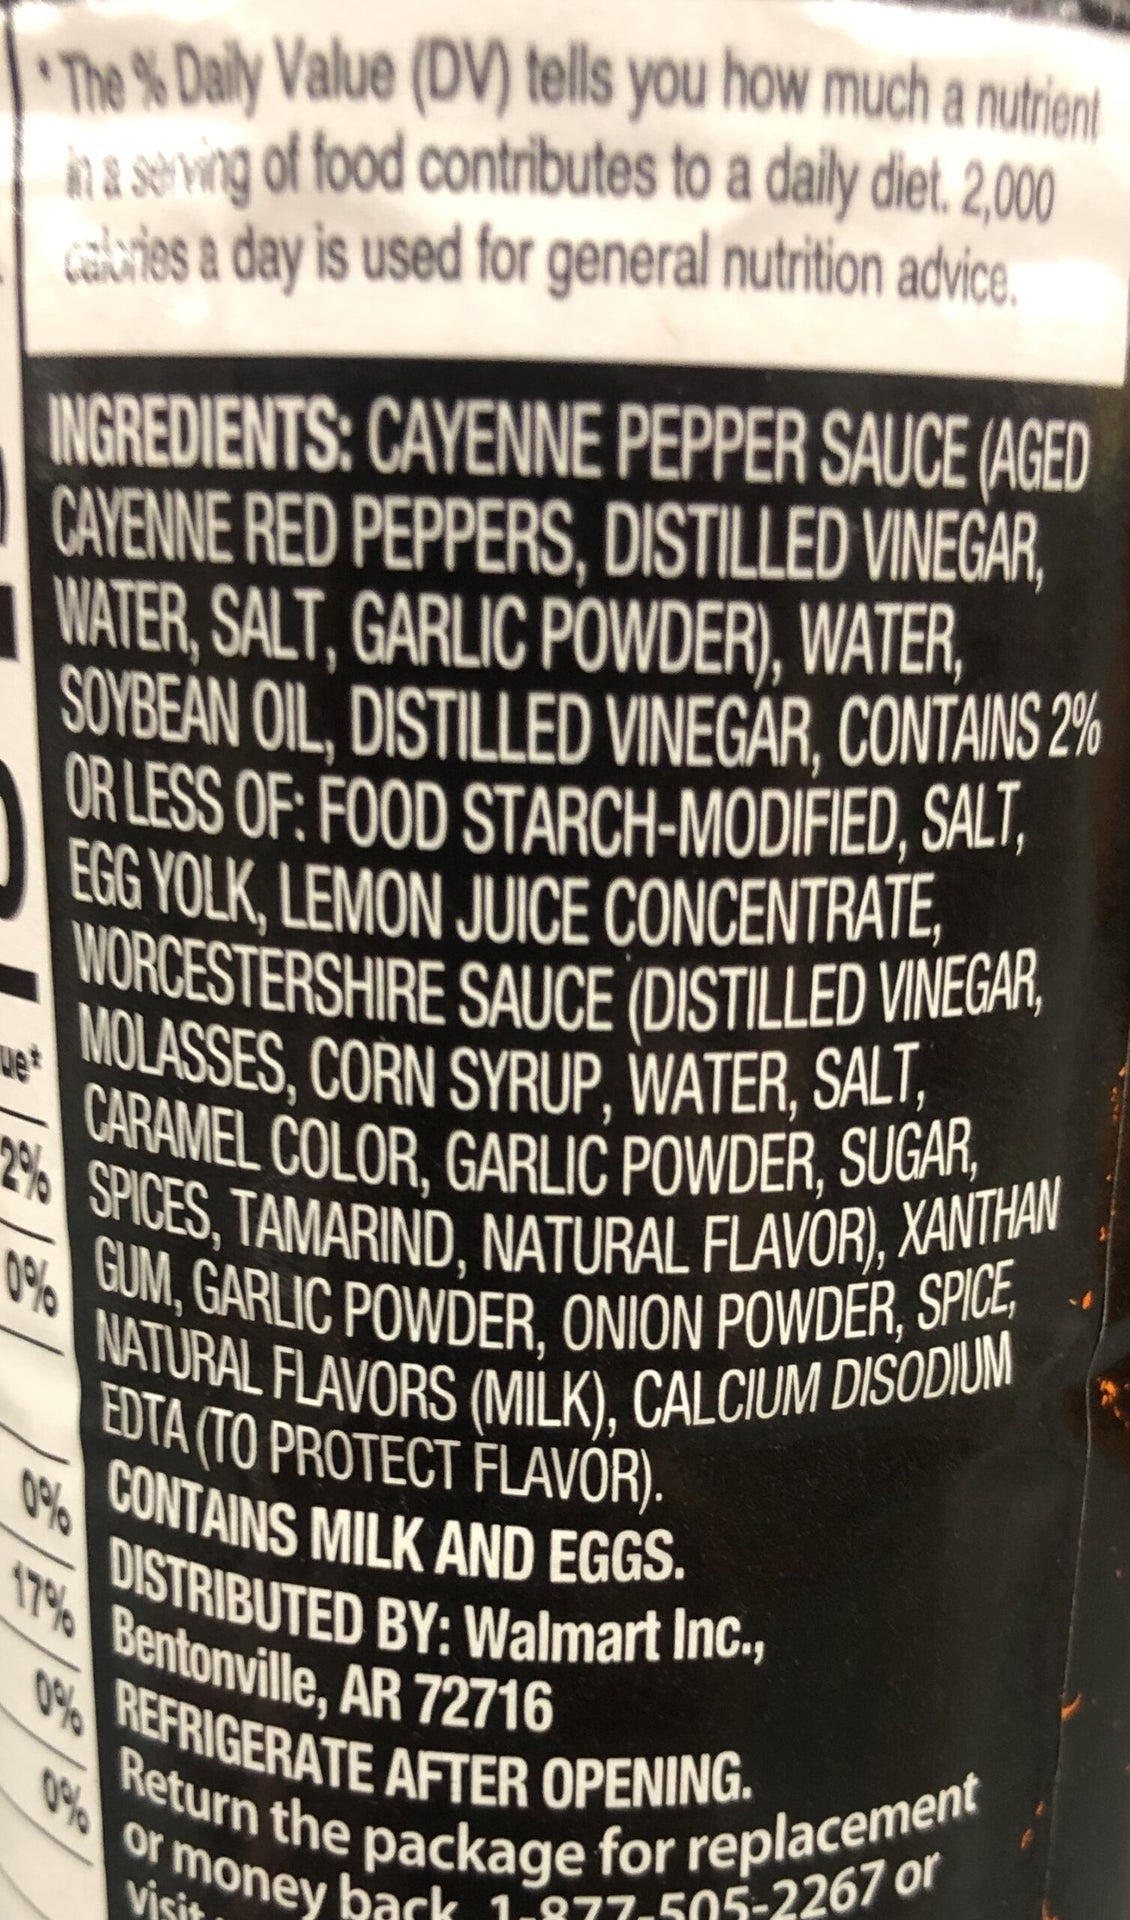 * The % Daily Value (DV) tells you how much a nutrient
in a serving of food contributes to a daily diet. 2,000
calories a day is used for general nutrition advice.
INGREDIENTS: CAYENNE PEPPER SAUCE (AGED
CAYENNE RED PEPPERS, DISTILLED VINEGAR,
WATER, SALT, GARLIC POWDER), WATER,
SOYBEAN OIL, DISTILLED VINEGAR, CONTAINS 2%
OR LESS OF: FOOD STARCH-MODIFIED, SALT,
EGG YOLK, LEMON JUICE CONCENTRATE,
WORCESTERSHIRE SAUCE (DISTILLED VINEGAR,
MOLASSES, CORN SYRUP, WATER, SALT,
CARAMEL COLOR, GARLIC POWDER, SUGAR,
SPICES, TAMARIND, NATURAL FLAVOR), XANTHAN
GUM, GARLIC POWDER, ONION POWDER, SPICE,
NATURAL FLAVORS (MILK), CALCIUM DISODIUM
EDTA (TO PROTECT FLAVOR).
CONTAINS MILK AND EGGS.
DISTRIBUTED BY: Walmart Inc.,
Bentonville, AR 72716
REFRIGERATE AFTER OPENING.
Return the package for replacement
or money back. 1-877-505-2267 or
visit
ue*
2%
0%
0%
17%
0%
0%